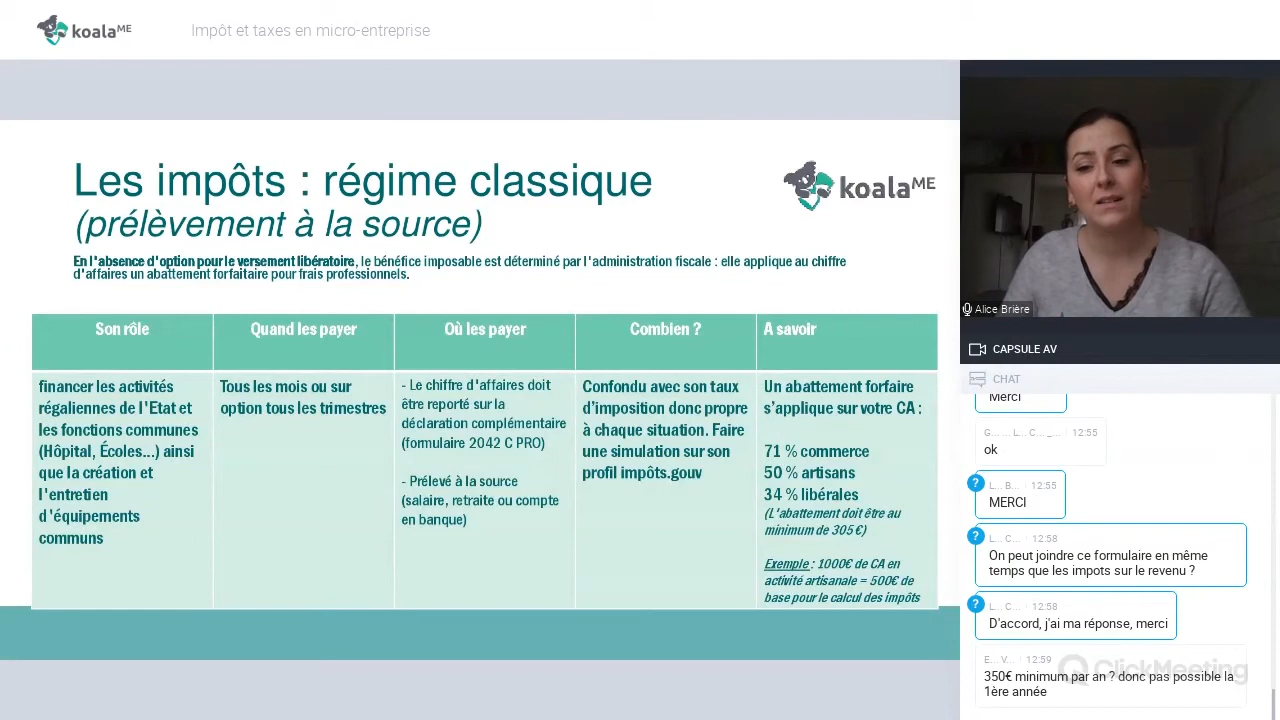 koala ME
Impôt et taxes en micro-entreprise
Les impôts : régime classique
(prélèvement à la source)
koala ME
En l'absence d'option pour le versement libératoire, le bénéfice imposable est déterminé par l'administration fiscale : elle applique au chiffre
d'affaires un abattement forfaitaire pour frais professionnels.
Son rôle
Quand les payer
Où les payer
Combien ?
A savoir
financer les activités
régaliennes de l'Etat et
les fonctions communes
(Hôpital, Écoles...) ainsi
que la création et
l'entretien
d'équipements
communs
Tous les mois ou sur
option tous les trimestres
- Le chiffre d'affaires doit
être reporté sur la
déclaration complémentaire
(formulaire 2042 C PRO)
- Prélevé à la source
(salaire, retraite ou compte
en banque)
Confondu avec son taux
d'imposition donc propre
à chaque situation. Faire
une simulation sur son
profil impôts.gouv
Un abattement forfaire
s'applique sur votre CA :
71 % commerce
50 % artisans
34 % libérales
(L'abattement doit être au
minimum de 305 €)
Exemple : 1000€ de CA en
activité artisanale = 500€ de
base pour le calcul des impôts
Alice Brière
CAPSULE AV
CHAT
Merci
G... L... C... 12:55
ok
L... B... 12:55
MERCI
L... C... 12:58
On peut joindre ce formulaire en même
temps que les impots sur le revenu ?
L... C... 12:58
D'accord, j'ai ma réponse, merci
E... V... 12:59
350€ minimum par an ? donc pas possible la
1ère année
ClickMeeting